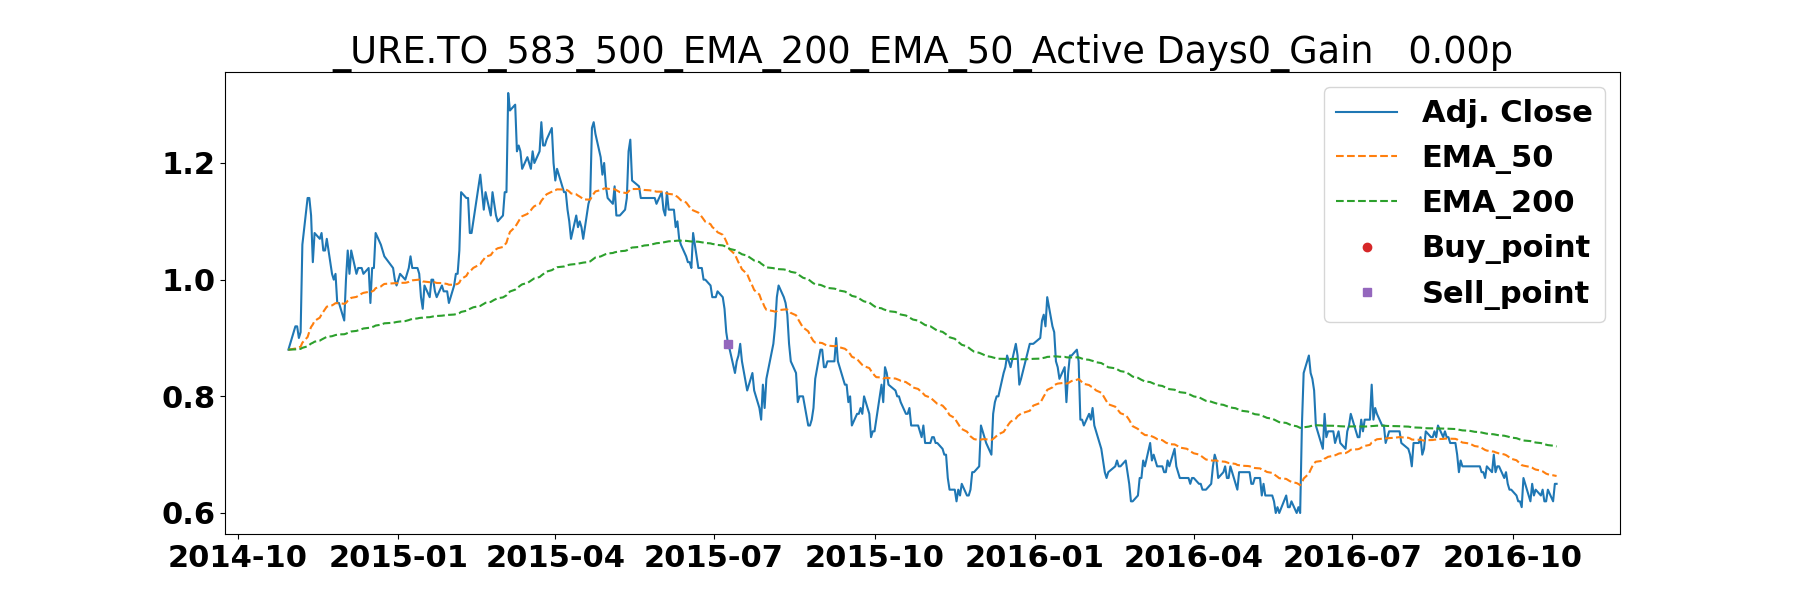 _URE.TO_583_500_EMA_200_EMA_50_Active Days0_Gain   0.00p
Adj. Close
EMA_50
EMA_200
Buy_point
Sell_point
1.2
1.0
0.8
0.6
2014-10 2015-01 2015-04 2015-07 2015-10 2016-01 2016-04 2016-07 2016-10